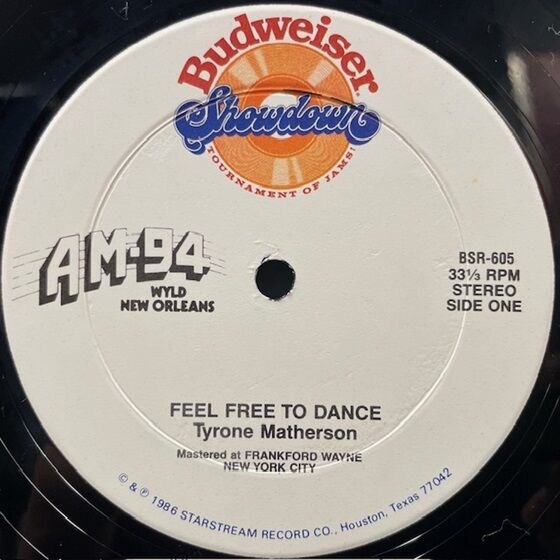 Budweiser
Showdown
TOURNAMENT OF JAMS!
AM-94
WYLD
NEW ORLEANS
BSR-605
33⅓ RPM
STEREO
SIDE ONE
FEEL FREE TO DANCE
Tyrone Matherson
Mastered at FRANKFORD WAYNE
NEW YORK CITY
© & ℗ 1986 STARSTREAM RECORD CO., Houston, Texas 77042